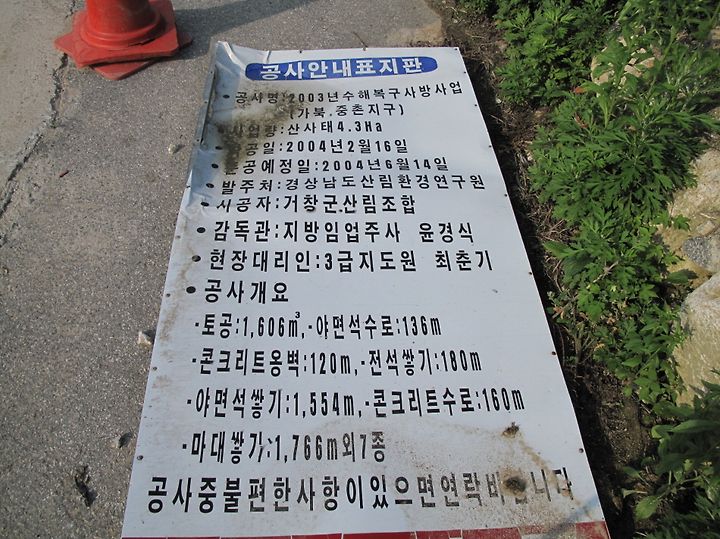 공사안내표지판
• 공사명:2003년수해복구사방사업
(가북.중촌지구)
사업량:산사태4.3Ha
공일:2004년2월16일
공예정일:2004년6월14일
• 발주처:경상남도산림환경연구원
• 시공자:거창군산림조합
• 감독관:지방임업주사 윤경식
• 현장대리인:3급지도원 최춘기
• 공사개요
·토공:1,606㎥,·야면석수로:136m
·콘크리트옹벽:120m,·전석쌓기:180m
·야면석쌓기:1,554m,·콘크리트수로:160m
·마대쌓기:1,766m외7종
공사중불편한사항이있으면연락바랍니다